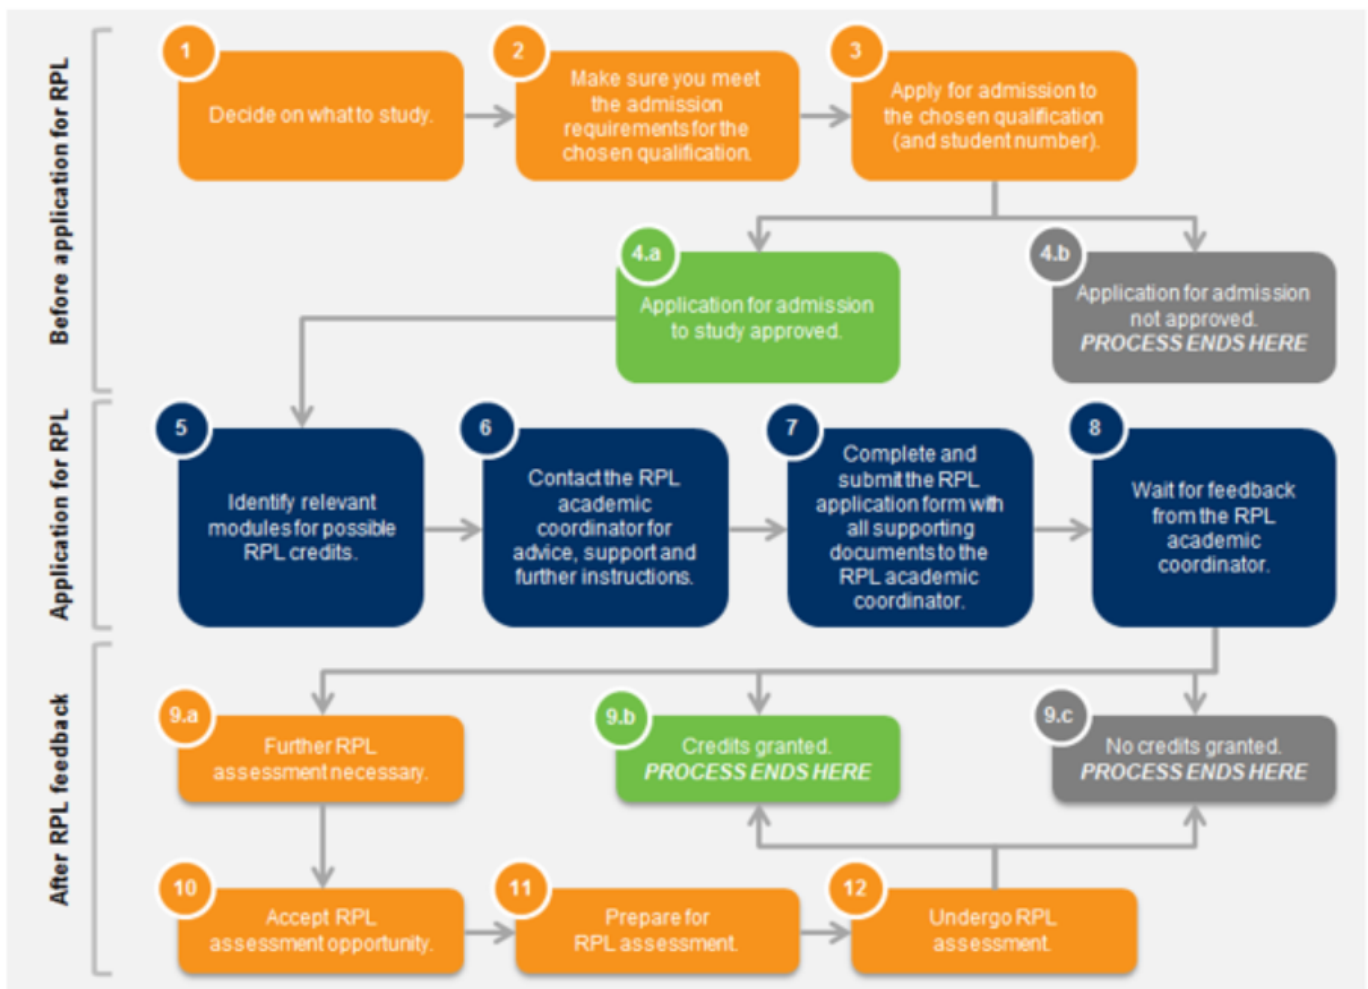 Before application for RPL
1
Decide on what to study.
2
Make sure you meet
the admission
requirements for the
chosen qualification.
3
Apply for admission to
the chosen qualification
(and student number).
4.a
Application for admission
to study approved.
4.b
Application for admission
not approved.
PROCESS ENDS HERE
Application for RPL
5
Identify relevant
modules for possible
RPL credits.
6
Contact the RPL
academic
coordinator for
advice, support and
further instructions.
7
Complete and
submit the RPL
application form with
all supporting
documents to the
RPL academic
coordinator.
8
Wait for feedback
from the RPL
academic
coordinator.
After RPL feedback
9.a
Further RPL
assessment necessary.
9.b
Credits granted.
PROCESS ENDS HERE
9.c
No credits granted.
PROCESS ENDS HERE
10
Accept RPL
assessment opportunity.
11
Prepare for
RPL assessment.
12
Undergo RPL
assessment.